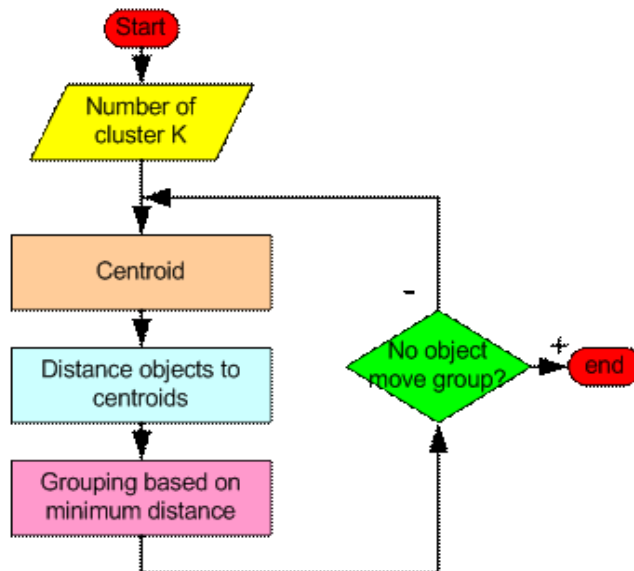 Start
Number of
cluster K
Centroid
Distance objects to
centroids
Grouping based on
minimum distance
-
No object
move group?
+
end